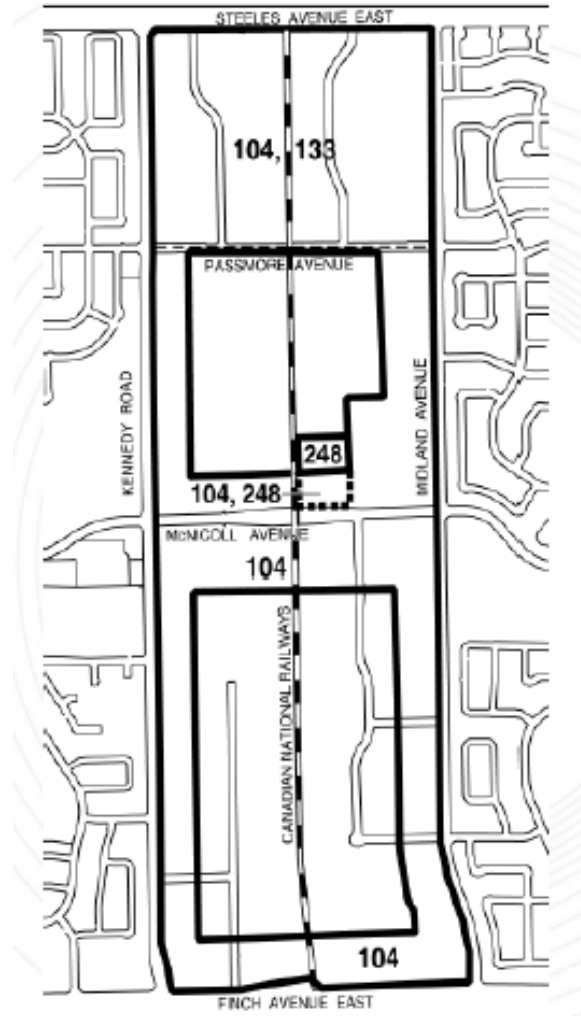 STEELES AVENUE EAST
104, 133
PASSMORE AVENUE
KENNEDY ROAD
MIDLAND AVENUE
248
104, 248
McNICOLL AVENUE
104
CANADIAN NATIONAL RAILWAYS
104
FINCH AVENUE EAST